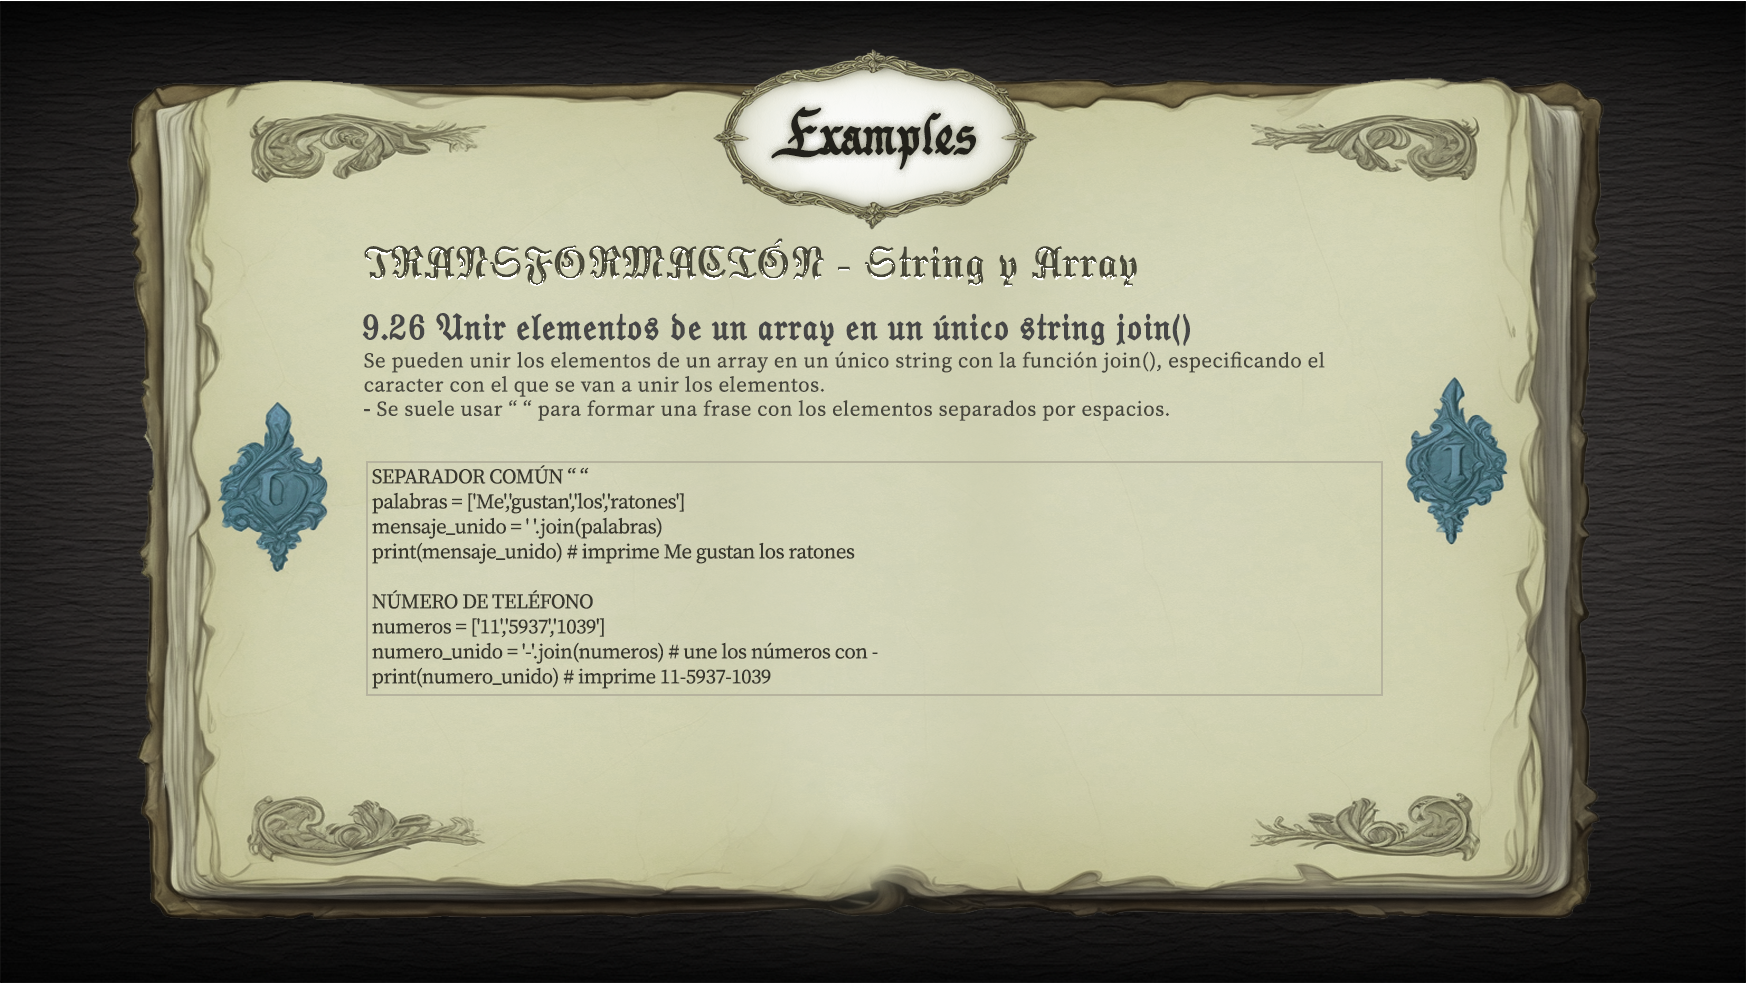 Examples
TRANSFORMACIÓN - String y Array
9.26 Unir elementos de un array en un único string join()
Se pueden unir los elementos de un array en un único string con la función join(), especificando el
caracter con el que se van a unir los elementos.
- Se suele usar “ “ para formar una frase con los elementos separados por espacios.
SEPARADOR COMÚN “ “
palabras = ['Me','gustan','los','ratones']
mensaje_unido = ' '.join(palabras)
print(mensaje_unido) # imprime Me gustan los ratones
NÚMERO DE TELÉFONO
numeros = ['11','5937','1039']
numero_unido = '-'.join(numeros) # une los números con -
print(numero_unido) # imprime 11-5937-1039